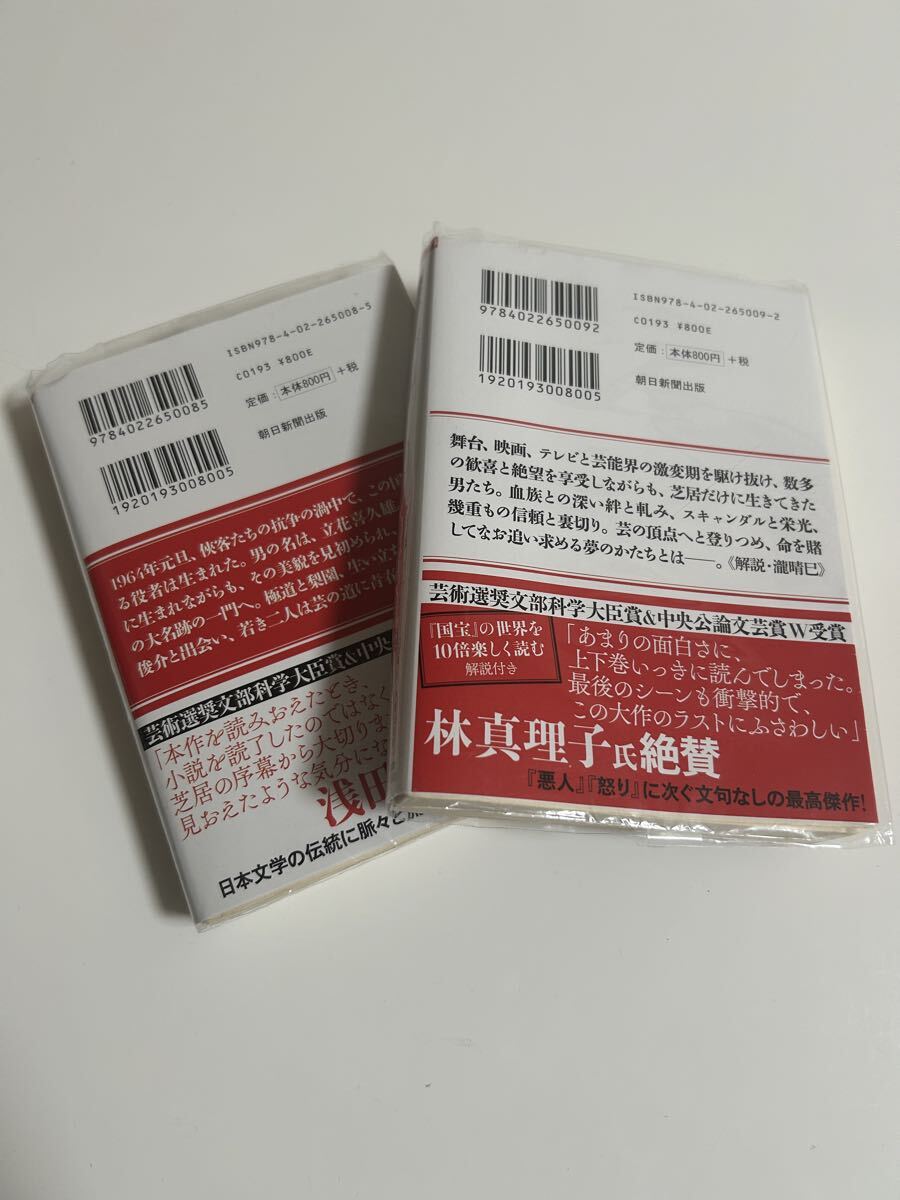 ISBN978-4-02-265008-5
C0193 ¥800E
定価：本体800円+税
朝日新聞出版
9784022650085
1920193008005
1964年元旦、俠客たちの抗争の渦中で、この
る役者は生まれた。男の名は、立花喜久雄。
に生まれながらも、その美貌を見初められ、
の大名跡の一門へ。極道と梨園、生い立ち
俊介と出会い、若き二人は芸の道に青春
芸術選奨文部科学大臣賞&中央
「本作を読みおえたとき、
小説を読了したのではなく
芝居の序幕から大切りま
見おえたような気分にな
浅田
日本文学の伝統に脈々と
ISBN978-4-02-265009-2
C0193 ¥800E
定価：本体800円+税
朝日新聞出版
9784022650092
1920193008005
舞台、映画、テレビと芸能界の激変期を駆け抜け、数多
の歓喜と絶望を享受しながらも、芝居だけに生きてきた
男たち。血族との深い絆と軋み、スキャンダルと栄光、
幾重もの信頼と裏切り。芸の頂点へと登りつめ、命を賭
してなお追い求める夢のかたちとは――。《解説・瀧晴巳》
芸術選奨文部科学大臣賞&中央公論文芸賞W受賞
『国宝』の世界を
10倍楽しく読む
解説付き
「あまりの面白さに、
上下巻いっきに読んでしまった。
最後のシーンも衝撃的で、
この大作のラストにふさわしい」
林真理子氏絶賛
『悪人』『怒り』に次ぐ文句なしの最高傑作！